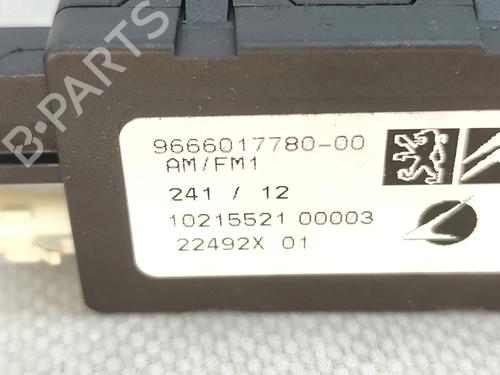 B-PARTS
9666017780-00
AM/FM1
241 / 12
10215521 00003
22492X 01